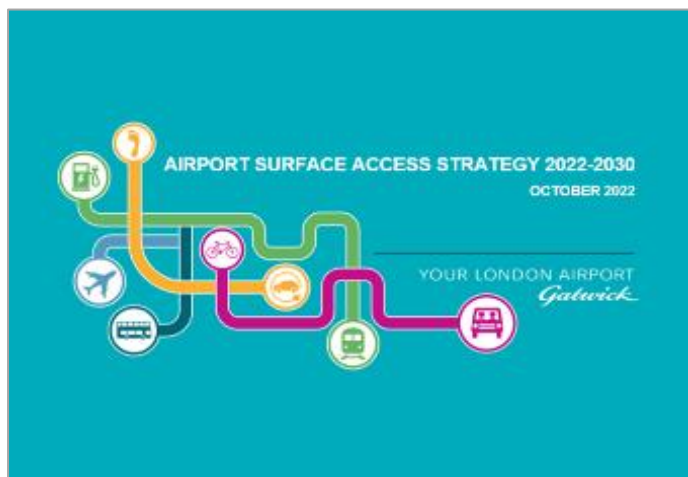 AIRPORT SURFACE ACCESS STRATEGY 2022-2030
OCTOBER 2022
YOUR LONDON AIRPORT
Gatwick